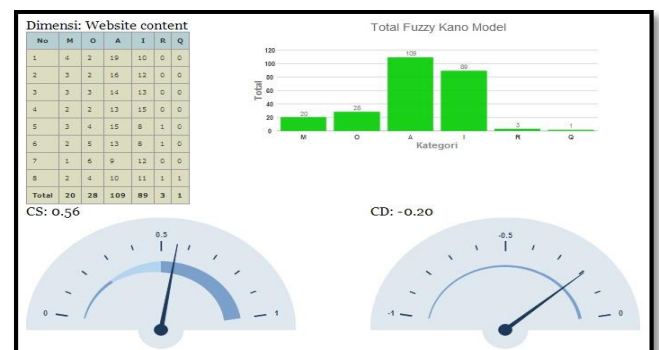 Dimensi: Website content
No M O A I R Q
1 4 2 19 10 0 0
2 3 2 16 12 0 0
3 3 3 14 13 0 0
4 2 2 13 15 0 0
5 3 4 15 8 1 0
6 2 5 13 8 1 0
7 1 6 9 12 0 0
8 2 4 10 11 1 1
Total 20 28 109 89 3 1
Total Fuzzy Kano Model
120
100
80
60
40
20
0
Total
20 28 109 89 3 1
M O A I R Q
Kategori
CS: 0.56
0 0.5 1
CD: -0.20
-1 -0.5 0